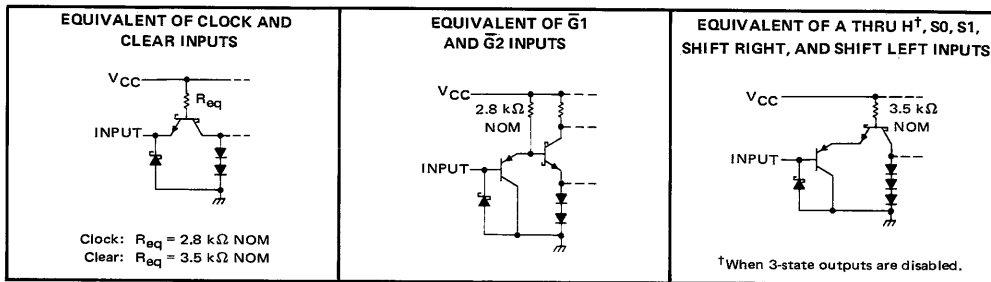 EQUIVALENT OF CLOCK AND
CLEAR INPUTS
VCC
Req
INPUT
Clock: Req = 2.8 kΩ NOM
Clear: Req = 3.5 kΩ NOM
EQUIVALENT OF G̅1
AND G̅2 INPUTS
VCC
2.8 kΩ
NOM
INPUT
EQUIVALENT OF A THRU H†, S0, S1,
SHIFT RIGHT, AND SHIFT LEFT INPUTS
VCC
3.5 kΩ
NOM
INPUT
†When 3-state outputs are disabled.